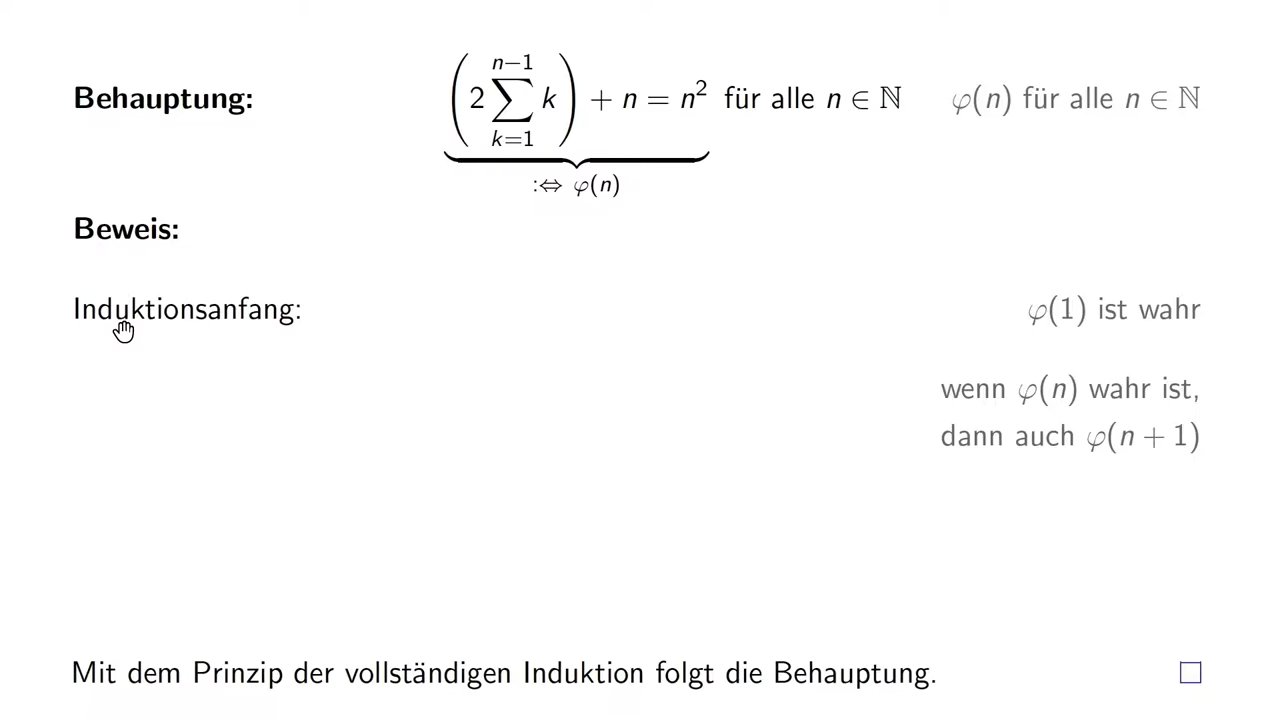 Behauptung: (2 ∑_{k=1}^{n−1} k) + n = n² für alle n ∈ ℕ φ(n) für alle n ∈ ℕ
:⇔ φ(n)
Beweis:
Induktionsanfang: φ(1) ist wahr
wenn φ(n) wahr ist,
dann auch φ(n + 1)
Mit dem Prinzip der vollständigen Induktion folgt die Behauptung. □